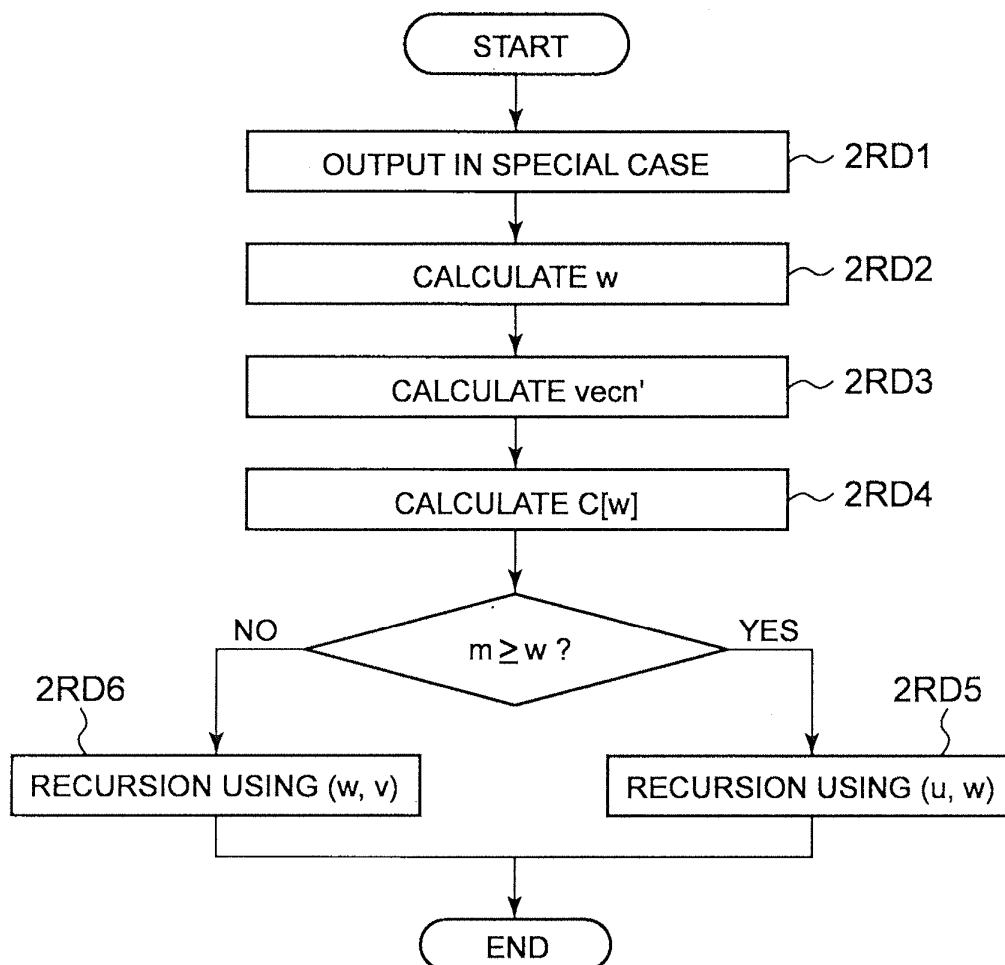 START
OUTPUT IN SPECIAL CASE
2RD1
CALCULATE w
2RD2
CALCULATE vecn'
2RD3
CALCULATE C[w]
2RD4
NO
m ≥ w ?
YES
2RD6
2RD5
RECURSION USING (w, v)
RECURSION USING (u, w)
END